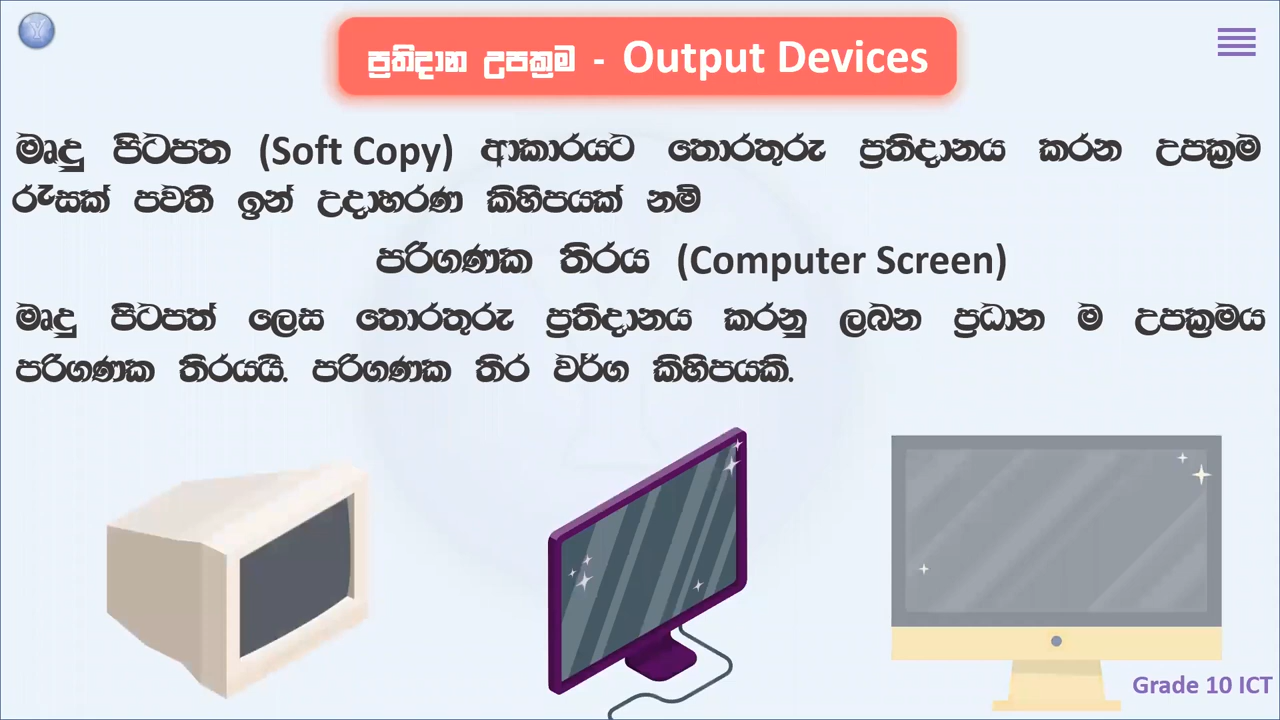 ප්‍රතිදාන උපක්‍රම - Output Devices
මෘදු පිටපත (Soft Copy) ආකාරයට තොරතුරු ප්‍රතිදානය කරන උපක්‍රම
රැසක් පවතී ඉන් උදාහරණ කිහිපයක් නම්
පරිගණක තිරය (Computer Screen)
මෘදු පිටපත් ලෙස තොරතුරු ප්‍රතිදානය කරනු ලබන ප්‍රධාන ම උපක්‍රමය
පරිගණක තිරයයි. පරිගණක තිර වර්ග කිහිපයකි.
Grade 10 ICT